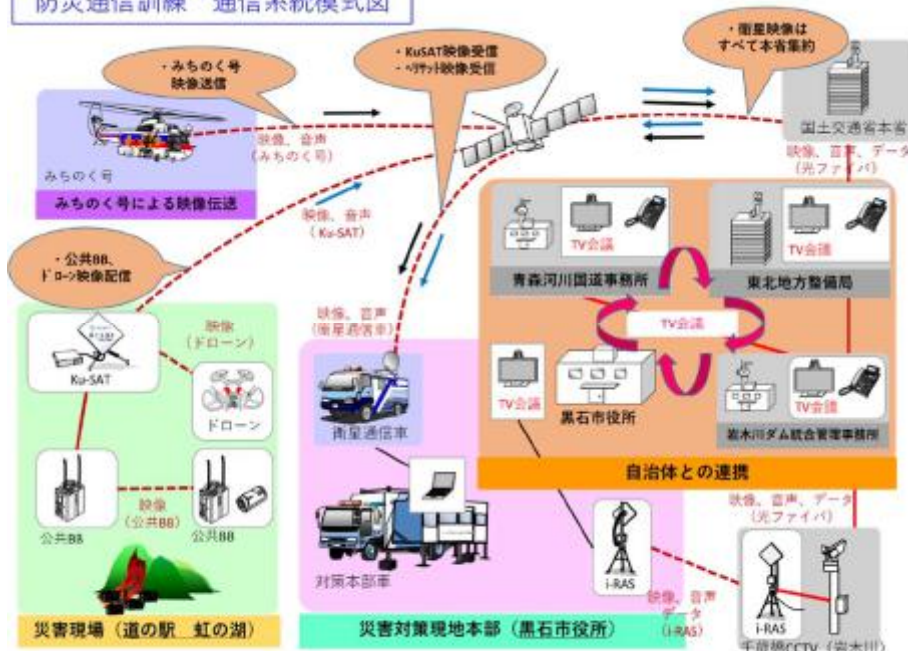 防災通信訓練 通信系統模式図
・みちのく号
映像送信
・KuSAT映像受信
・ヘリサット映像受信
・衛星映像は
すべて本省集約
国土交通省本省
みちのく号
みちのく号による映像伝送
映像、音声
(みちのく号)
映像、音声
(Ku-SAT)
映像、音声、データ
(光ファイバ)
・公共BB、
ドローン映像配信
TV会議
青森河川国道事務所
TV会議
東北地方整備局
TV会議
TV会議
黒石市役所
TV会議
岩木川ダム統合管理事務所
自治体との連携
映像、音声
(衛星通信車)
衛星通信車
対策本部車
i-RAS
災害対策現地本部(黒石市役所)
映像
(ドローン)
Ku-SAT
ドローン
公共BB
映像
(公共BB)
公共BB
災害現場(道の駅 虹の湖)
映像、音声、データ
(光ファイバ)
映像、音声
データ
(i-RAS)
i-RAS
千歳橋CCTV(岩木川)